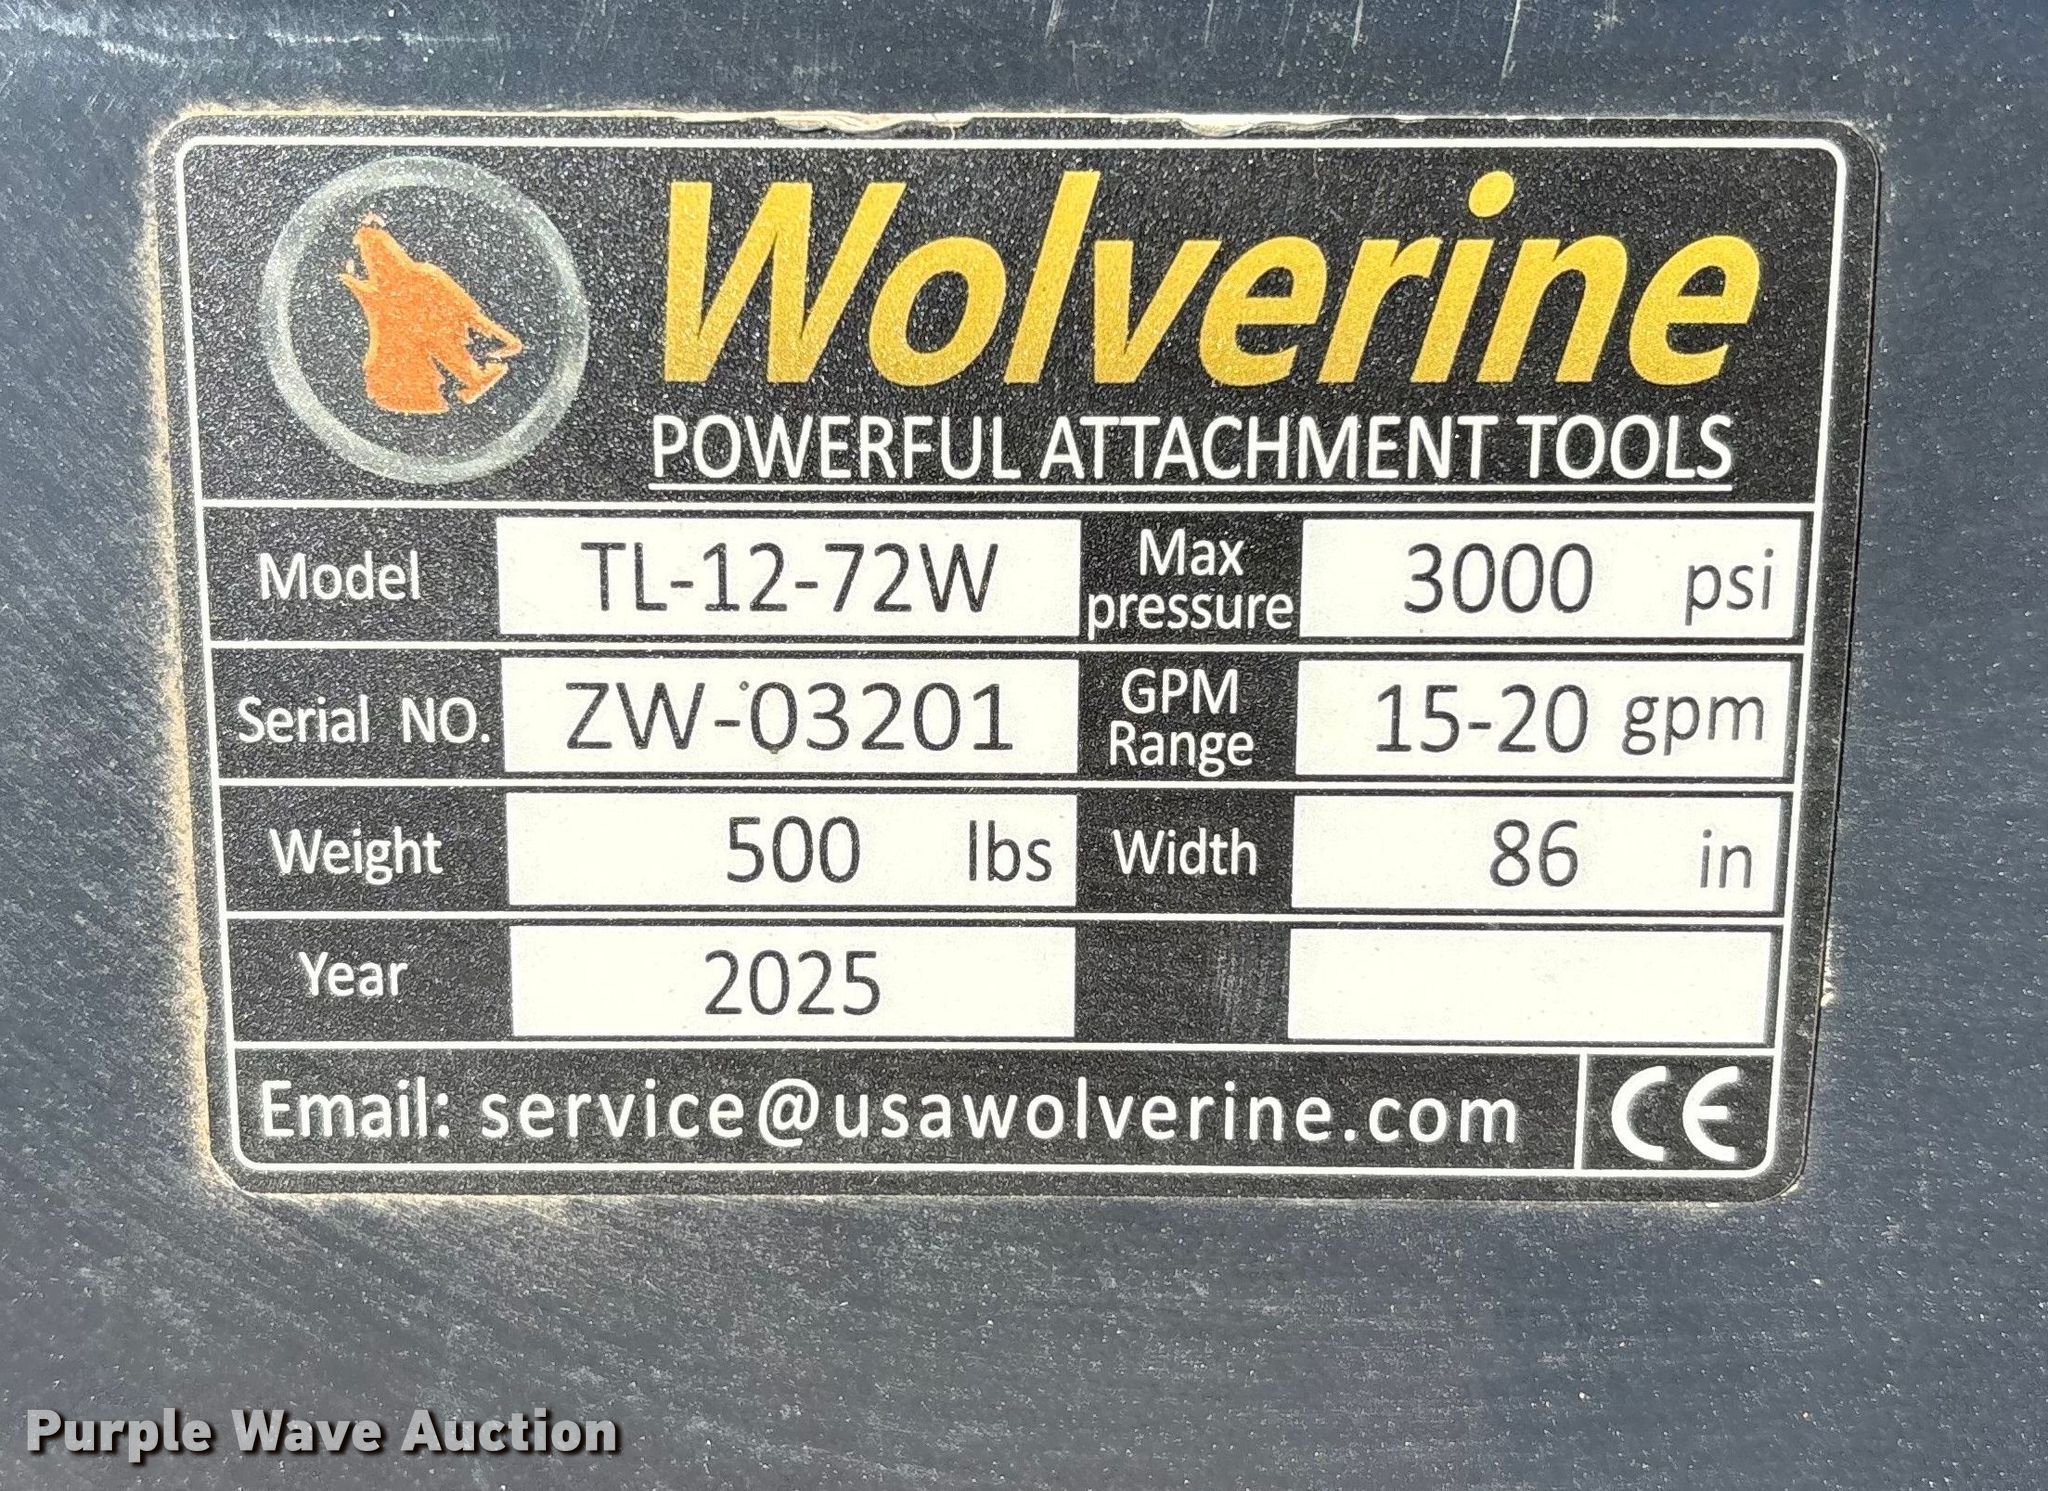 Wolverine
POWERFUL ATTACHMENT TOOLS
Model TL-12-72W Max pressure 3000 psi
Serial NO. ZW-03201 GPM Range 15-20 gpm
Weight 500 lbs Width 86 in
Year 2025
Email: service@usawolverine.com CE
Purple Wave Auction